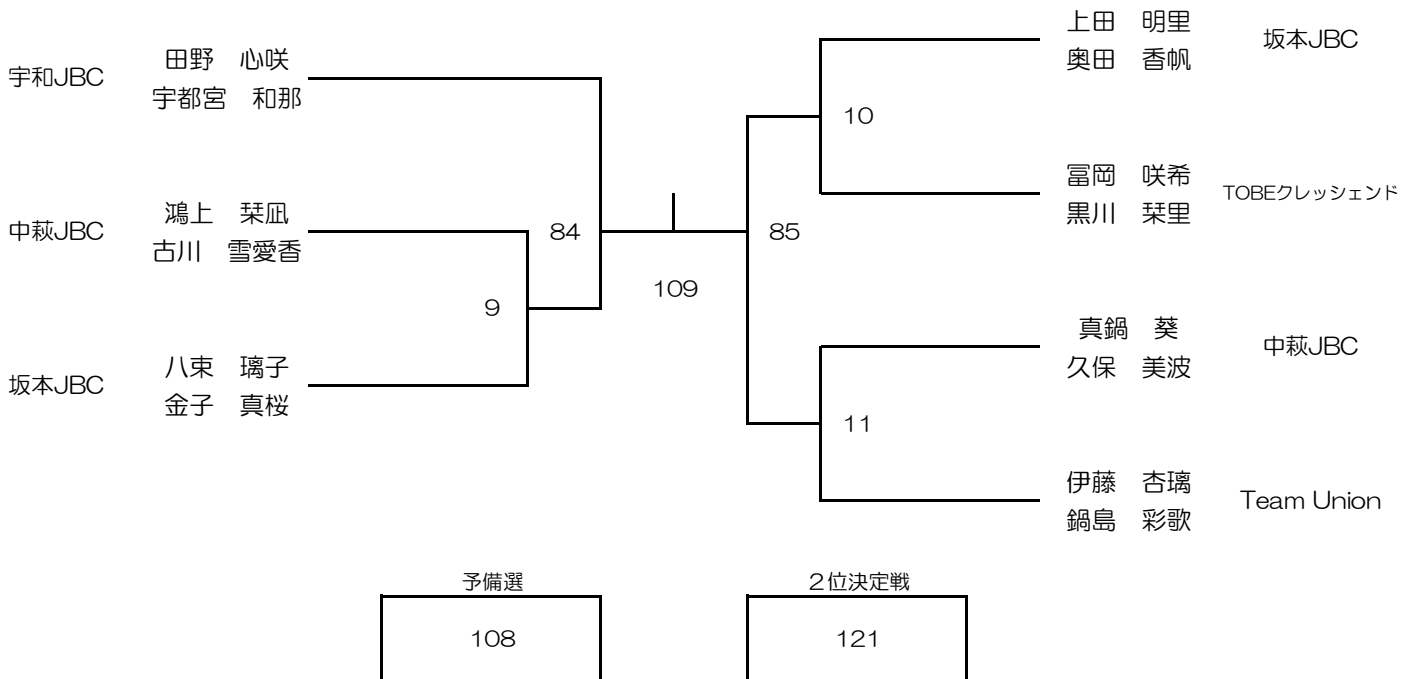 宇和JBC
田野　心咲
宇都宮　和那
中萩JBC
鴻上　栞凪
古川　雪愛香
坂本JBC
八束　璃子
金子　真桜
9
84
109
85
10
11
上田　明里
奥田　香帆
坂本JBC
冨岡　咲希
黒川　栞里
TOBEクレッシェンド
真鍋　葵
久保　美波
中萩JBC
伊藤　杏璃
鍋島　彩歌
Team Union
予備選
108
２位決定戦
121